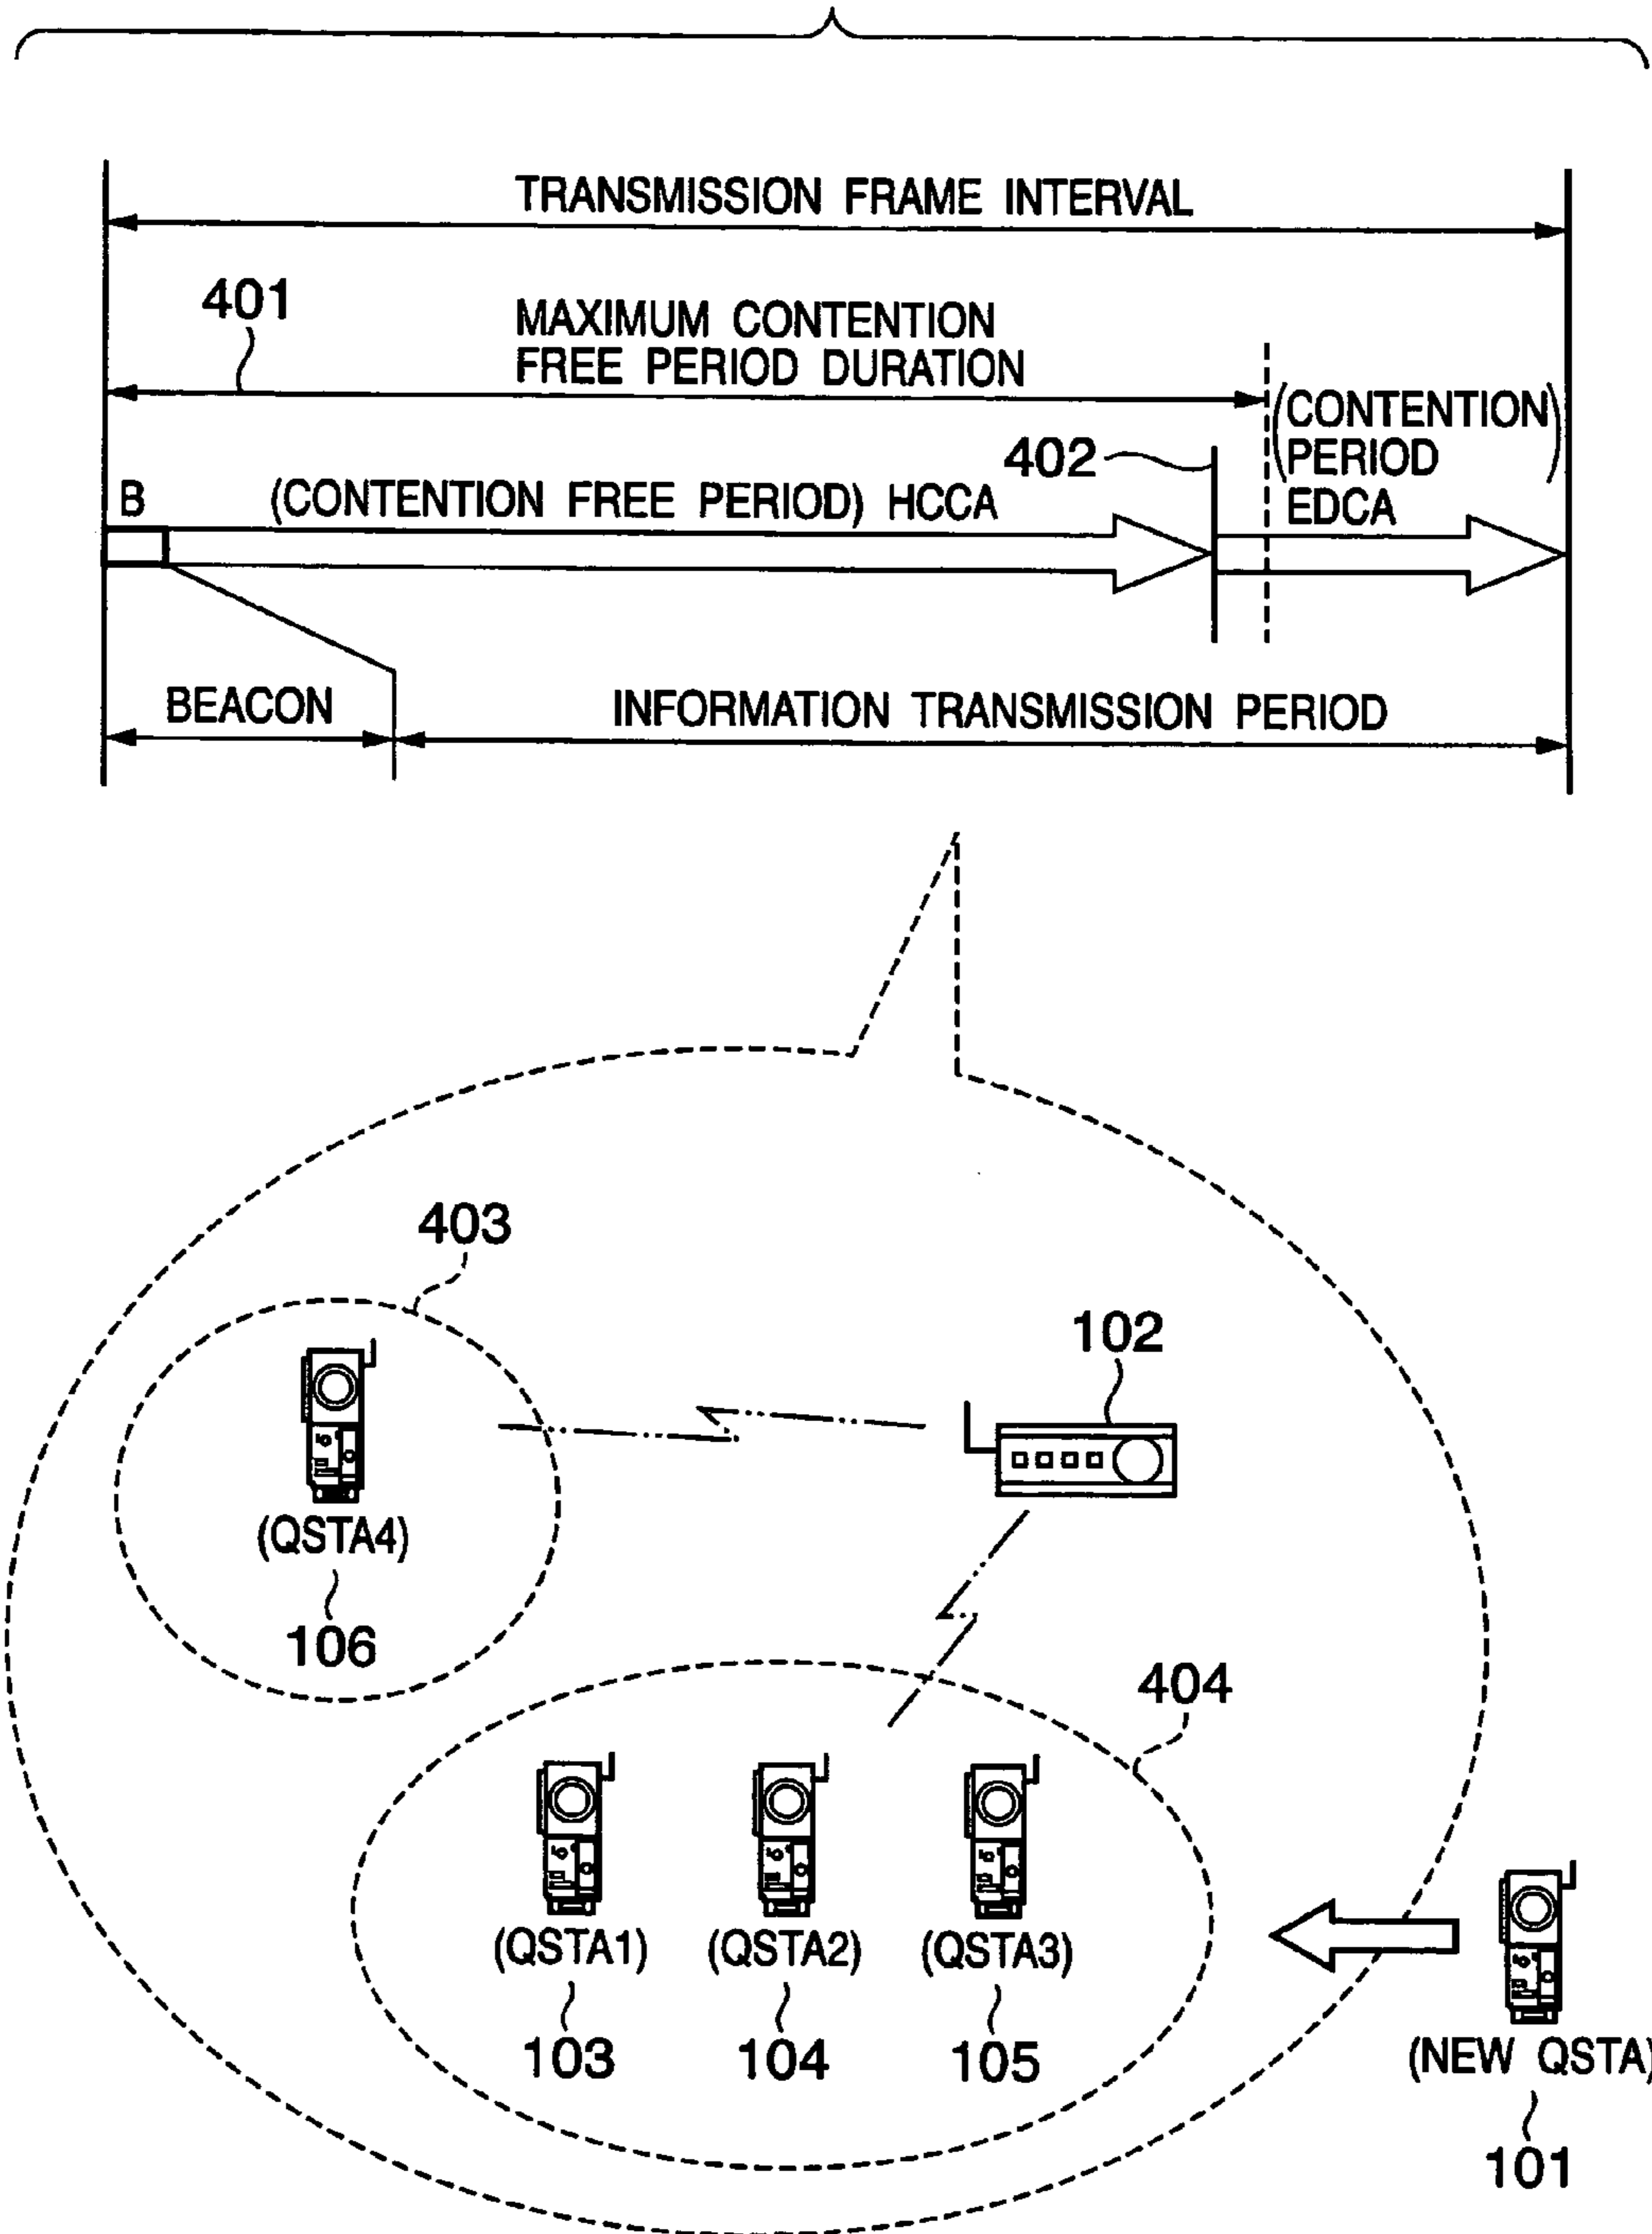 TRANSMISSION FRAME INTERVAL
401
MAXIMUM CONTENTION
FREE PERIOD DURATION
402
(CONTENTION)
PERIOD
EDCA
B
(CONTENTION FREE PERIOD) HCCA
BEACON
INFORMATION TRANSMISSION PERIOD
403
102
(QSTA4)
106
404
(QSTA1)
(QSTA2)
(QSTA3)
103
104
105
(NEW QSTA)
101